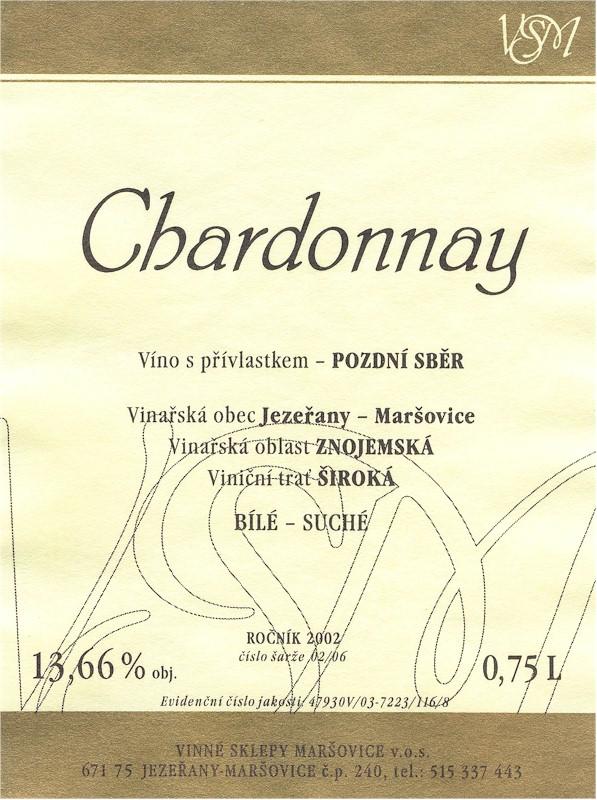 VSM
Chardonnay
Víno s přívlastkem – POZDNÍ SBĚR
Vinařská obec Jezeřany – Maršovice
Vinařská oblast ZNOJEMSKÁ
Viniční trať ŠIROKÁ
BÍLÉ – SUCHÉ
ROČNÍK 2002
číslo šarže 02/06
13,66 % obj.
0,75 L
Evidenční číslo jakosti: 47930V/03-7223/116/8
VINNÉ SKLEPY MARŠOVICE v.o.s.
671 75 JEZEŘANY-MARŠOVICE č.p. 240, tel.: 515 337 443